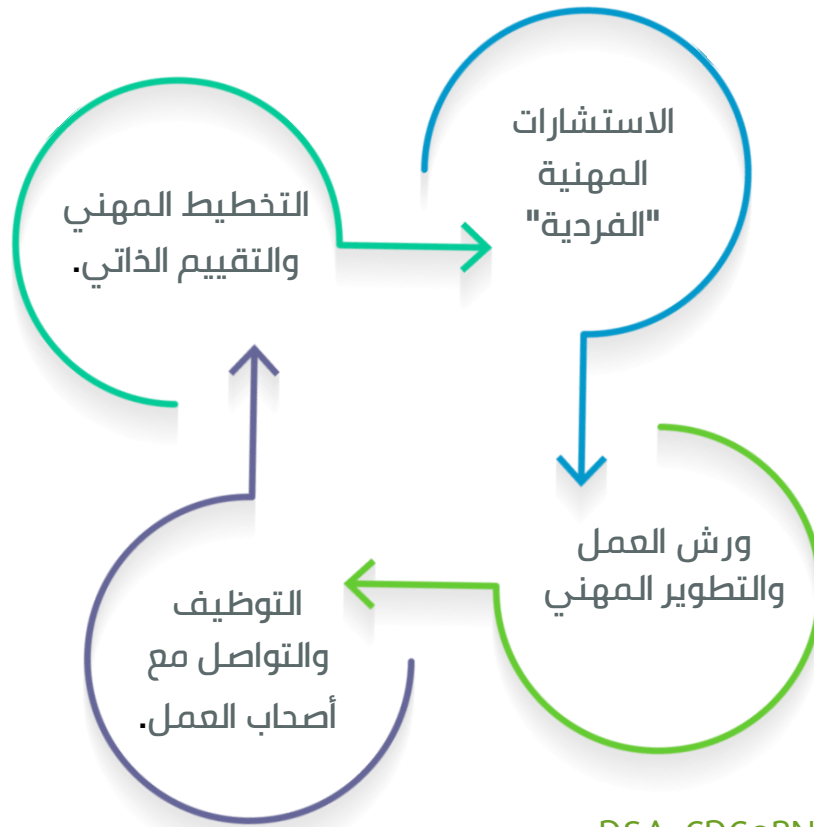 الاستشارات
المهنية
"الفردية"
التخطيط المهني
والتقييم الذاتي.
ورش العمل
والتطوير المهني
التوظيف
والتواصل مع
أصحاب العمل.